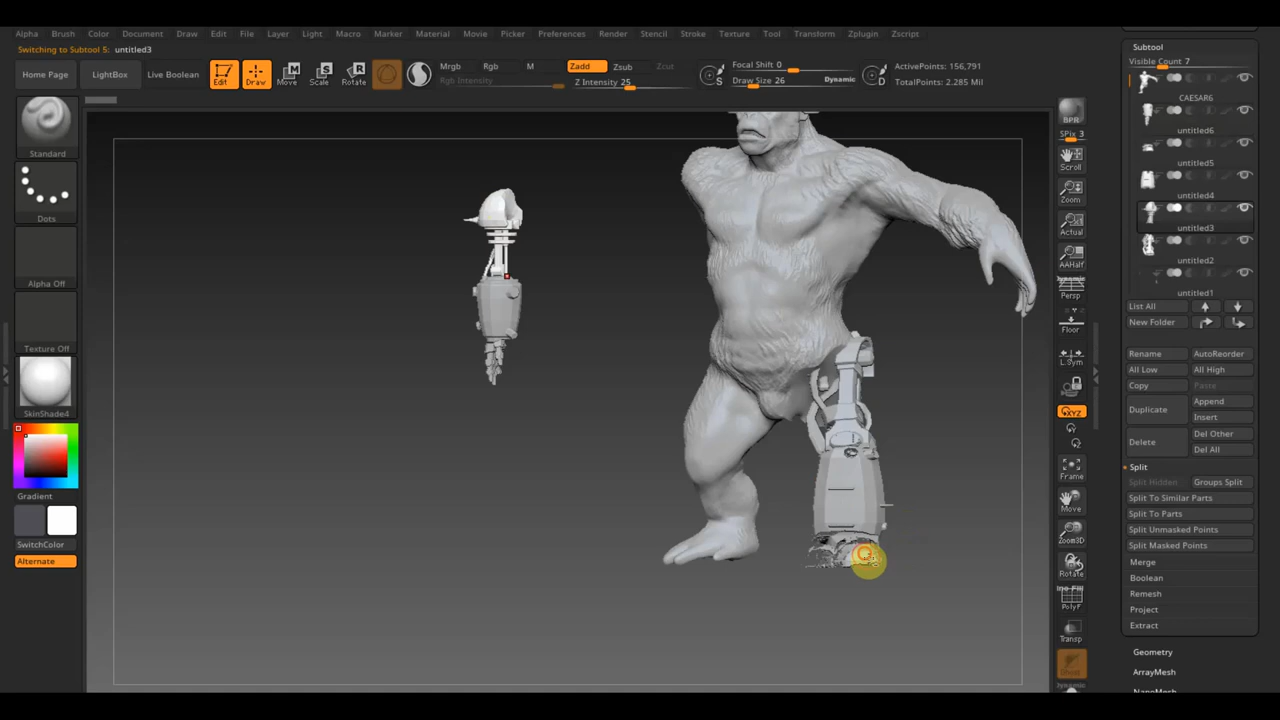 Alpha Brush Color Document Draw Edit File Layer Light Macro Marker Material Movie Picker Preferences Render Stencil Stroke Texture Tool Transform Zplugin Zscript
Switching to Subtool 5: untitled3
Home Page
LightBox
Live Boolean
Edit
Draw
Move
Scale
Rotate
Mrgb
Rgb
M
Rgb Intensity
Zadd
Zsub
Zcut
Z Intensity 25
S
Focal Shift 0
Draw Size 26
Dynamic
D
ActivePoints: 156,791
TotalPoints: 2.285 Mil
Standard
Dots
Alpha Off
Texture Off
SkinShade4
Gradient
SwitchColor
Alternate
BPR
SPix 3
Scroll
Zoom
Actual
AAHalf
Dynamic
Persp
Floor
L.Sym
XYZ
Frame
Move
Zoom3D
Rotate
Line Fill
PolyF
Transp
Dynamic
Subtool
Visible Count 7
CAESAR6
untitled6
untitled5
untitled4
untitled3
untitled2
untitled1
List All
New Folder
Rename
AutoReorder
All Low
All High
Copy
Paste
Duplicate
Append
Insert
Delete
Del Other
Del All
Split
Split Hidden
Groups Split
Split To Similar Parts
Split To Parts
Split Unmasked Points
Split Masked Points
Merge
Boolean
Remesh
Project
Extract
Geometry
ArrayMesh
NanoMesh